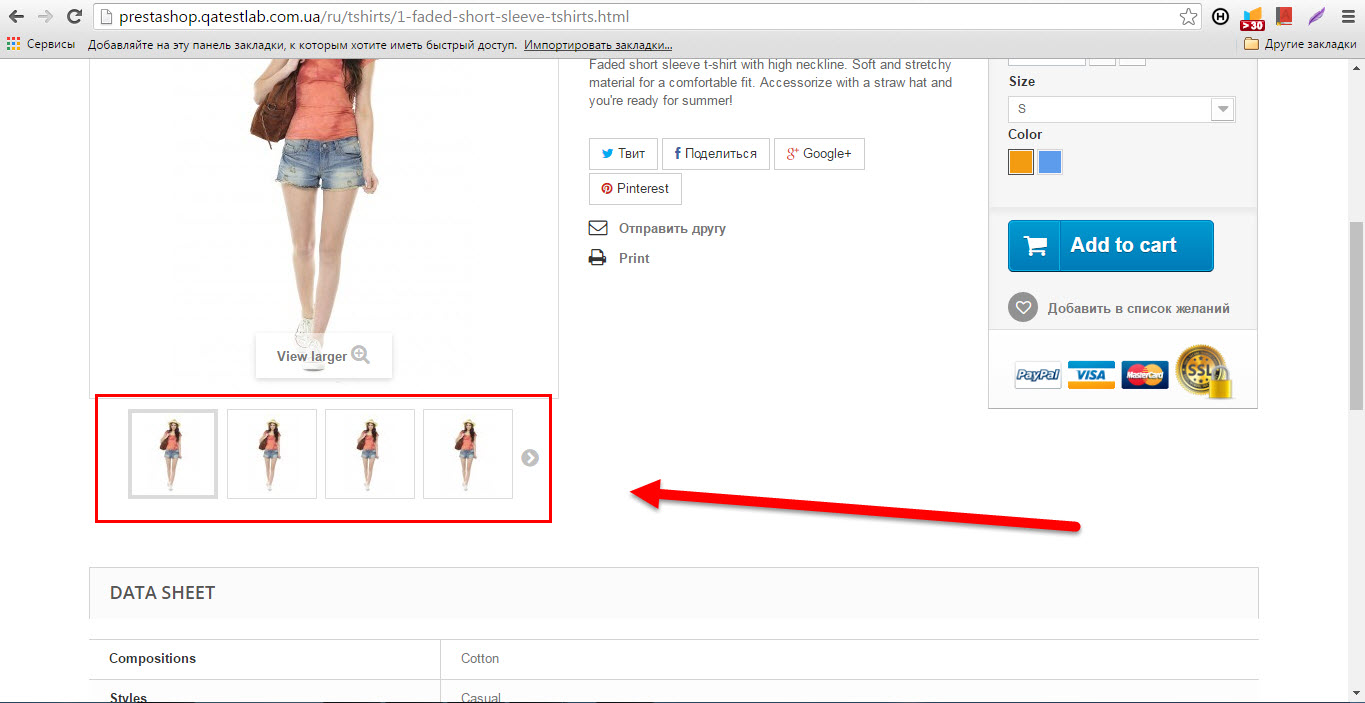 prestashop.qatestlab.com.ua/ru/tshirts/1-faded-short-sleeve-tshirts.html
>30
Сервисы Добавляйте на эту панель закладки, к которым хотите иметь быстрый доступ. Импортировать закладки... Другие закладки
Faded short sleeve t-shirt with high neckline. Soft and stretchy
material for a comfortable fit. Accessorize with a straw hat and
you're ready for summer!
Твит Поделиться Google+
Pinterest
Отправить другу
Print
View larger
Size
S
Color
Add to cart
Добавить в список желаний
PayPal VISA MasterCard SSL
DATA SHEET
Compositions Cotton
Styles Casual